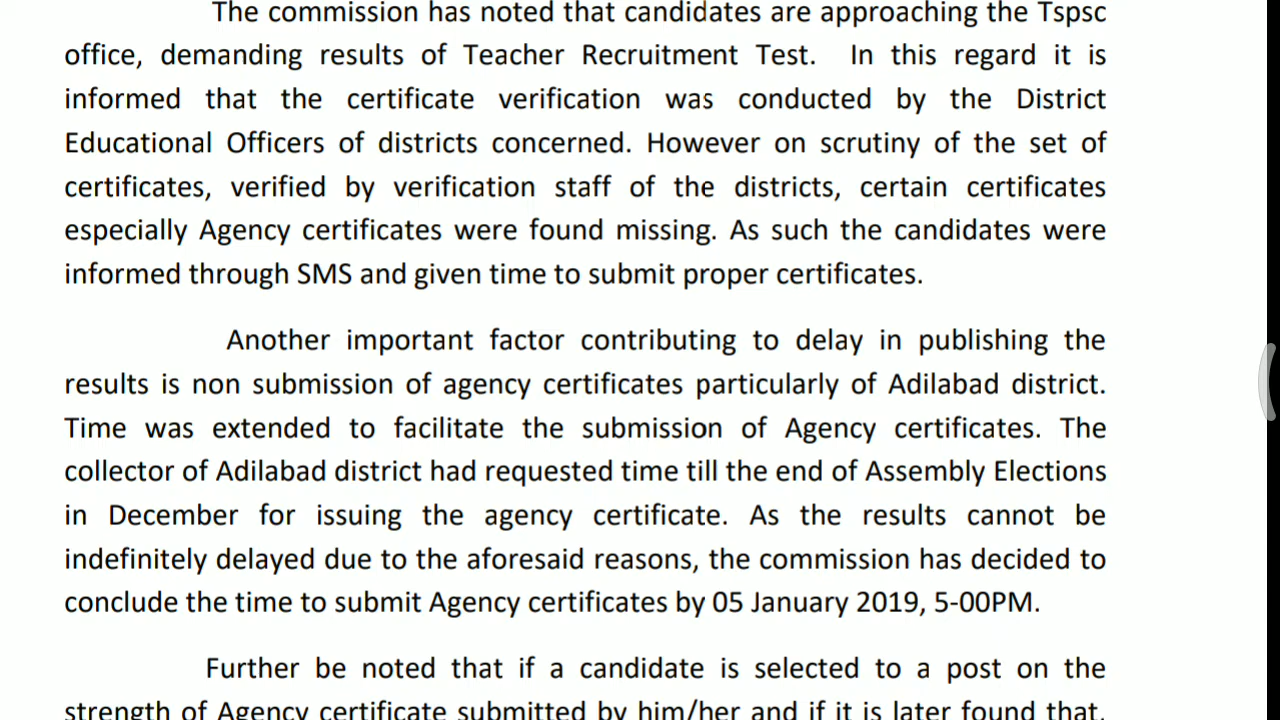 The commission has noted that candidates are approaching the Tspsc
office, demanding results of Teacher Recruitment Test. In this regard it is
informed that the certificate verification was conducted by the District
Educational Officers of districts concerned. However on scrutiny of the set of
certificates, verified by verification staff of the districts, certain certificates
especially Agency certificates were found missing. As such the candidates were
informed through SMS and given time to submit proper certificates.
Another important factor contributing to delay in publishing the
results is non submission of agency certificates particularly of Adilabad district.
Time was extended to facilitate the submission of Agency certificates. The
collector of Adilabad district had requested time till the end of Assembly Elections
in December for issuing the agency certificate. As the results cannot be
indefinitely delayed due to the aforesaid reasons, the commission has decided to
conclude the time to submit Agency certificates by 05 January 2019, 5-00PM.
Further be noted that if a candidate is selected to a post on the
strength of Agency certificate submitted by him/her and if it is later found that,